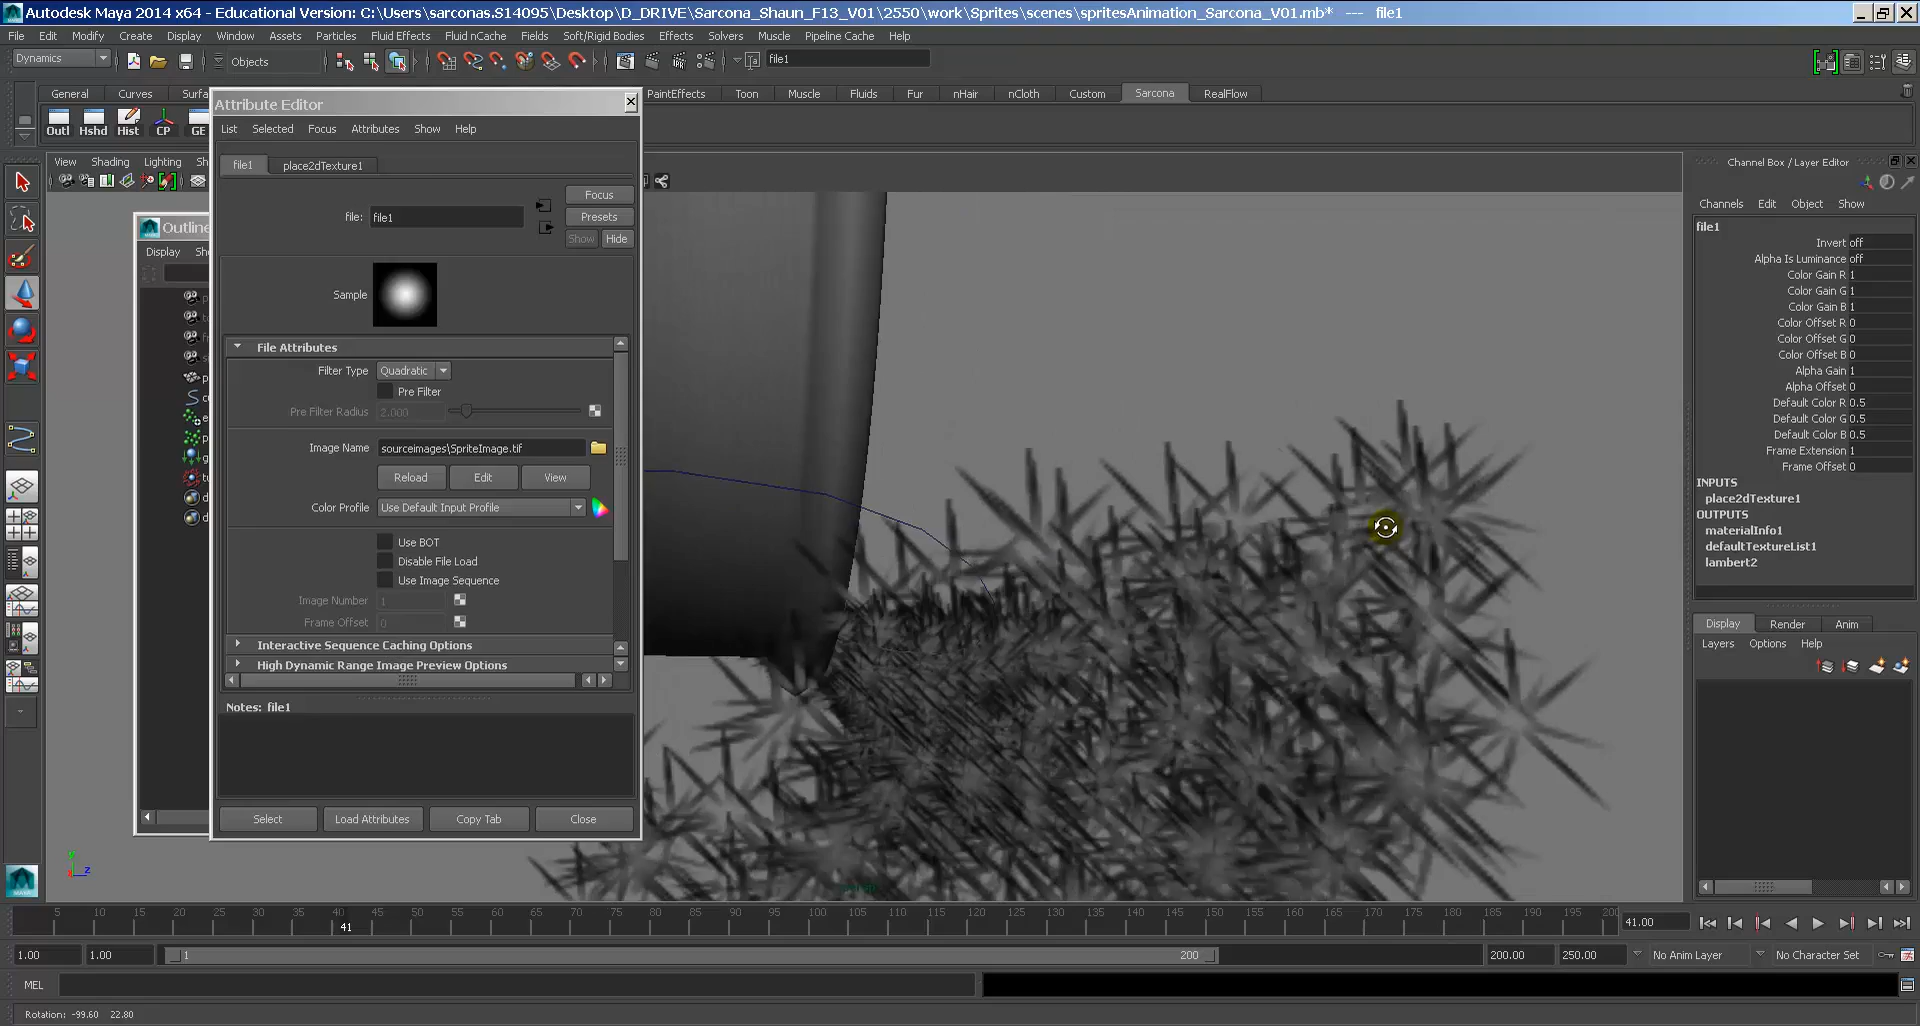 Autodesk Maya 2014 x64 - Educational Version: C:\Users\sarconas.S14095\Desktop\D_DRIVE\Sarcona_Shaun_F13_V01\2550\work\Sprites\scenes\spritesAnimation_Sarcona_V01.mb* --- file1
File Edit Modify Create Display Window Assets Particles Fluid Effects Fluid nCache Fields Soft/Rigid Bodies Effects Solvers Muscle Pipeline Cache Help
Dynamics Objects file1
General Curves Surfa PaintEffects Toon Muscle Fluids Fur nHair nCloth Custom Sarcona RealFlow
Outl Hshd Hist CP GE
Attribute Editor
List Selected Focus Attributes Show Help
View Shading Lighting Sh
file1 place2dTexture1
Focus
file: file1 Presets
Show Hide
Sample
Outline
Display Sh
File Attributes
Filter Type Quadratic
Pre Filter
Pre Filter Radius 2.000
Image Name sourceimages\SpriteImage.tif
Reload Edit View
Color Profile Use Default Input Profile
Use BOT
Disable File Load
Use Image Sequence
Image Number 1
Frame Offset 0
Interactive Sequence Caching Options
High Dynamic Range Image Preview Options
Notes: file1
Select Load Attributes Copy Tab Close
Channel Box / Layer Editor
Channels Edit Object Show
file1
Invert off
Alpha Is Luminance off
Color Gain R 1
Color Gain G 1
Color Gain B 1
Color Offset R 0
Color Offset G 0
Color Offset B 0
Alpha Gain 1
Alpha Offset 0
Default Color R 0.5
Default Color G 0.5
Default Color B 0.5
Frame Extension 1
Frame Offset 0
INPUTS
place2dTexture1
OUTPUTS
materialInfo1
defaultTextureList1
lambert2
Display Render Anim
Layers Options Help
y
z
5 10 15 20 25 30 35 40 45 50 55 60 65 70 75 80 85 90 95 100 105 110 115 120 125 130 135 140 145 150 155 160 165 170 175 180 185 190 195 200
41 41.00
1.00 1.00 1 200 200.00 250.00 No Anim Layer No Character Set
MEL
Rotation: -99.60 22.80